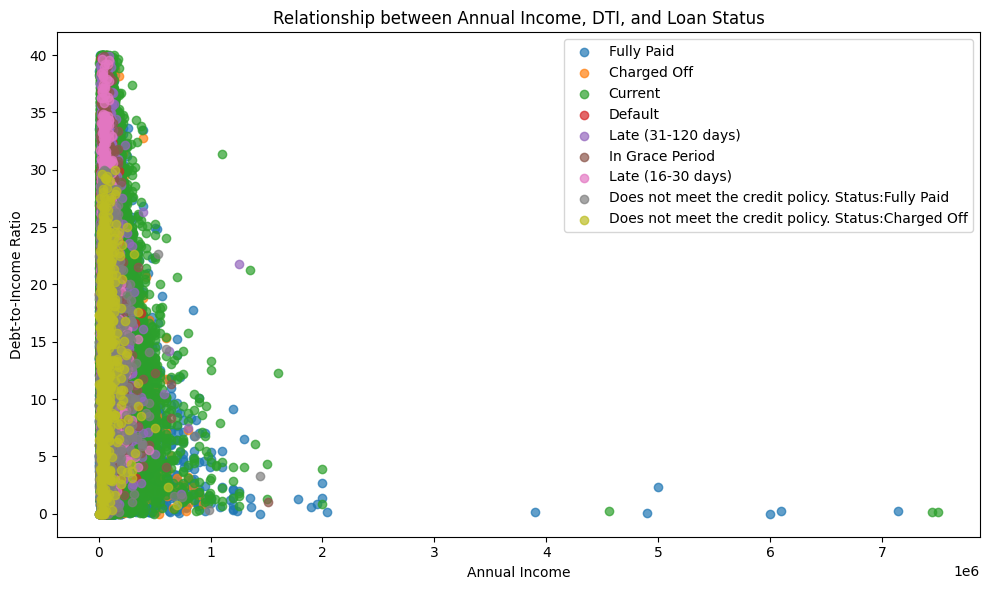 Relationship between Annual Income, DTI, and Loan Status
Fully Paid
Charged Off
Current
Default
Late (31-120 days)
In Grace Period
Late (16-30 days)
Does not meet the credit policy. Status:Fully Paid
Does not meet the credit policy. Status:Charged Off
Debt-to-Income Ratio
40
35
30
25
20
15
10
5
0
0 1 2 3 4 5 6 7
1e6
Annual Income